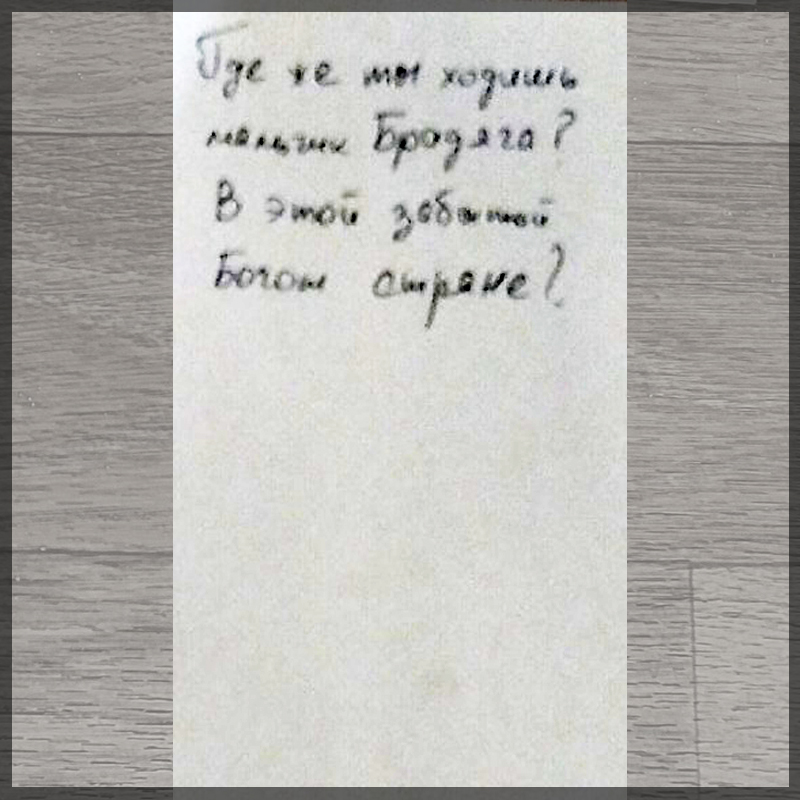 Где же ты ходишь
мальчик Бродяга?
В этой забытой
Богом стране?